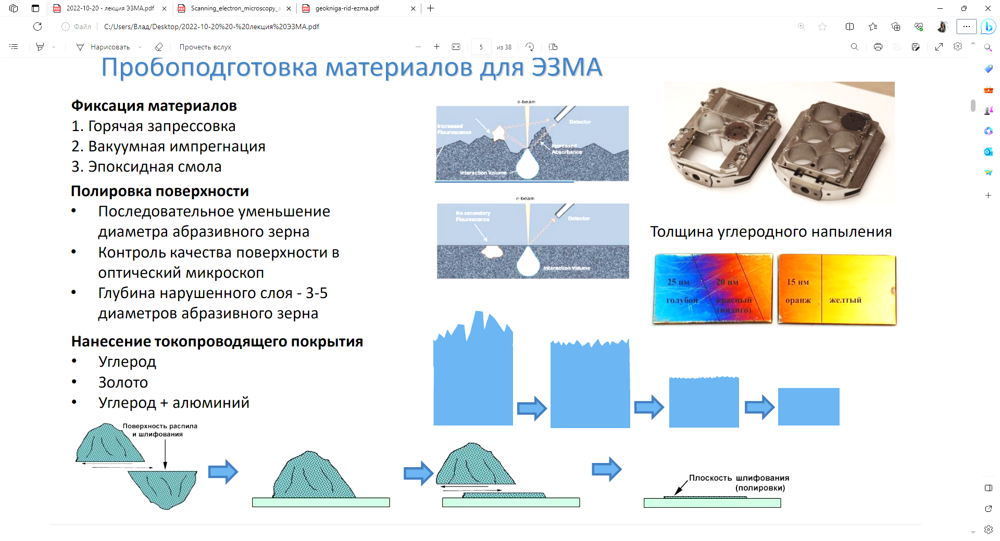 2022-10-20 - лекция ЭЗМА.pdf
Scanning_electron_microscopy_a
geokniga-rid-ezma.pdf
Файл
C:/Users/Влад/Desktop/2022-10-20%20-%20лекция%20ЭЗМА.pdf
Нарисовать
Прочесть вслух
5
из 38
Пробоподготовка материалов для ЭЗМА
Фиксация материалов
1. Горячая запрессовка
2. Вакуумная импрегнация
3. Эпоксидная смола
Полировка поверхности
• Последовательное уменьшение
диаметра абразивного зерна
• Контроль качества поверхности в
оптический микроскоп
• Глубина нарушенного слоя - 3-5
диаметров абразивного зерна
Нанесение токопроводящего покрытия
• Углерод
• Золото
• Углерод + алюминий
e-beam
Increased
Flourescence
Detector
Increased
Absorbance
Interaction Volume
e-beam
No secondary
Flourescence
Detector
Interaction Volume
Толщина углеродного напыления
25 нм
голубой
20 нм
красный
(индиго)
15 нм
оранж
желтый
Поверхность распила
и шлифования
Плоскость шлифования
(полировки)